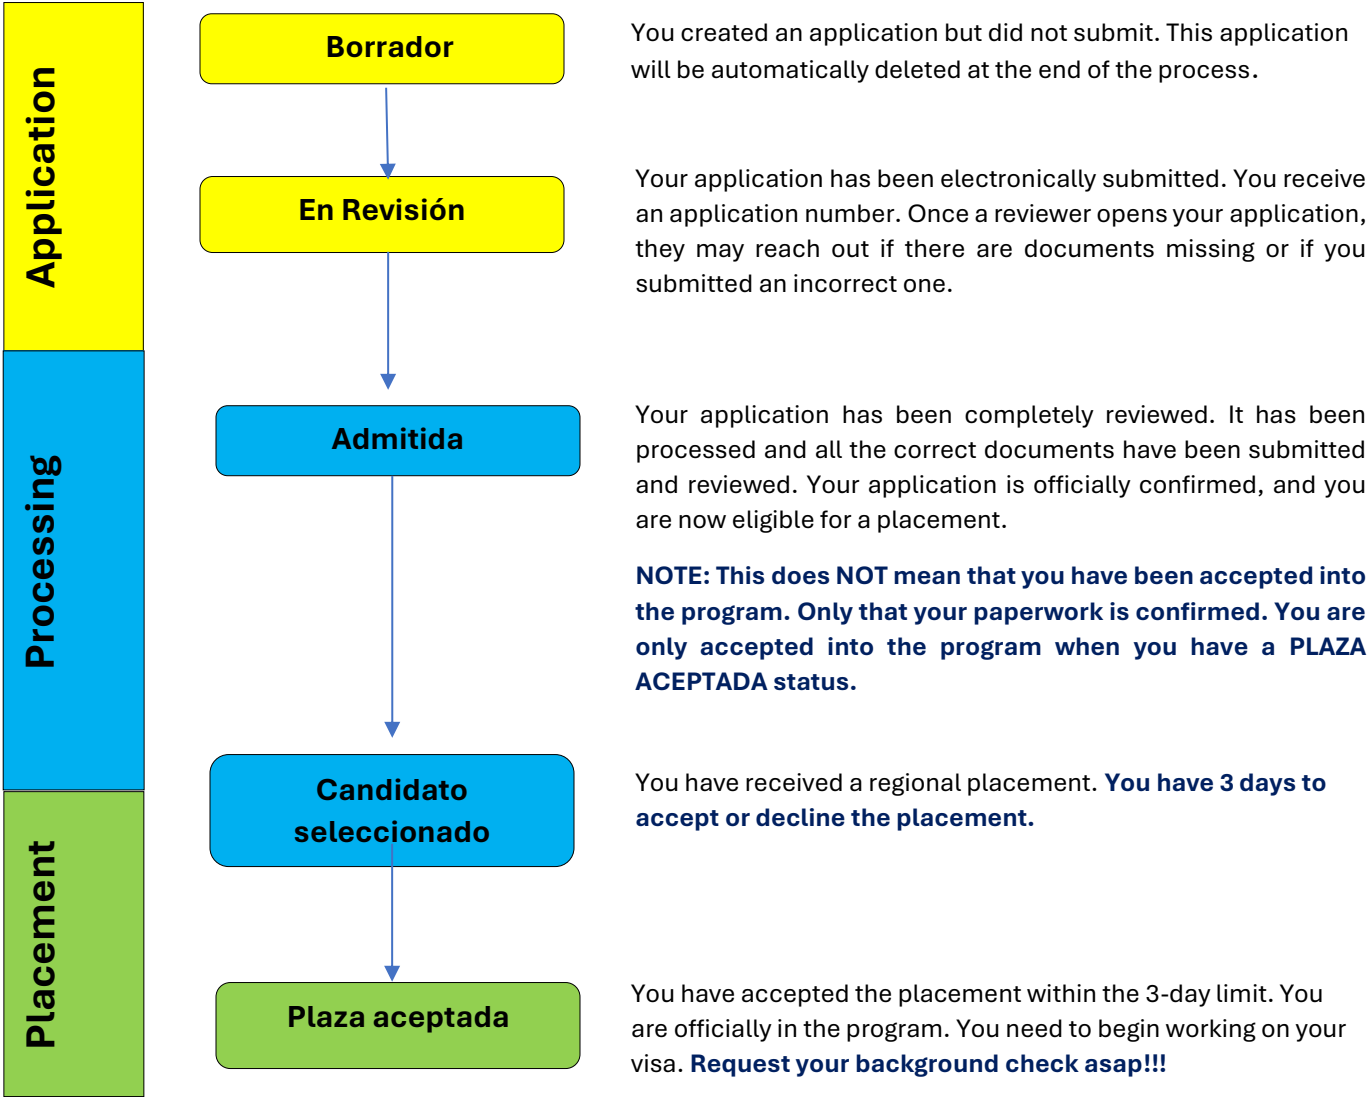 Application
Borrador
You created an application but did not submit. This application
will be automatically deleted at the end of the process.
En Revisión
Your application has been electronically submitted. You receive
an application number. Once a reviewer opens your application,
they may reach out if there are documents missing or if you
submitted an incorrect one.
Processing
Admitida
Your application has been completely reviewed. It has been
processed and all the correct documents have been submitted
and reviewed. Your application is officially confirmed, and you
are now eligible for a placement.
NOTE: This does NOT mean that you have been accepted into
the program. Only that your paperwork is confirmed. You are
only accepted into the program when you have a PLAZA
ACEPTADA status.
Candidato
seleccionado
You have received a regional placement. You have 3 days to
accept or decline the placement.
Placement
Plaza aceptada
You have accepted the placement within the 3-day limit. You
are officially in the program. You need to begin working on your
visa. Request your background check asap!!!